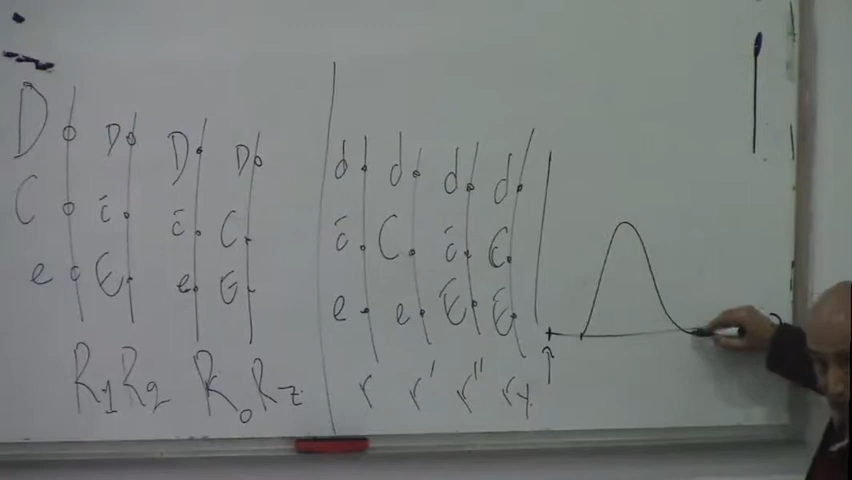 D D D D d d d d
C c̄ c̄ C c̄ C c̄ C
e E e E e e E E
R1 R2 R0 Rz r r' r'' ry